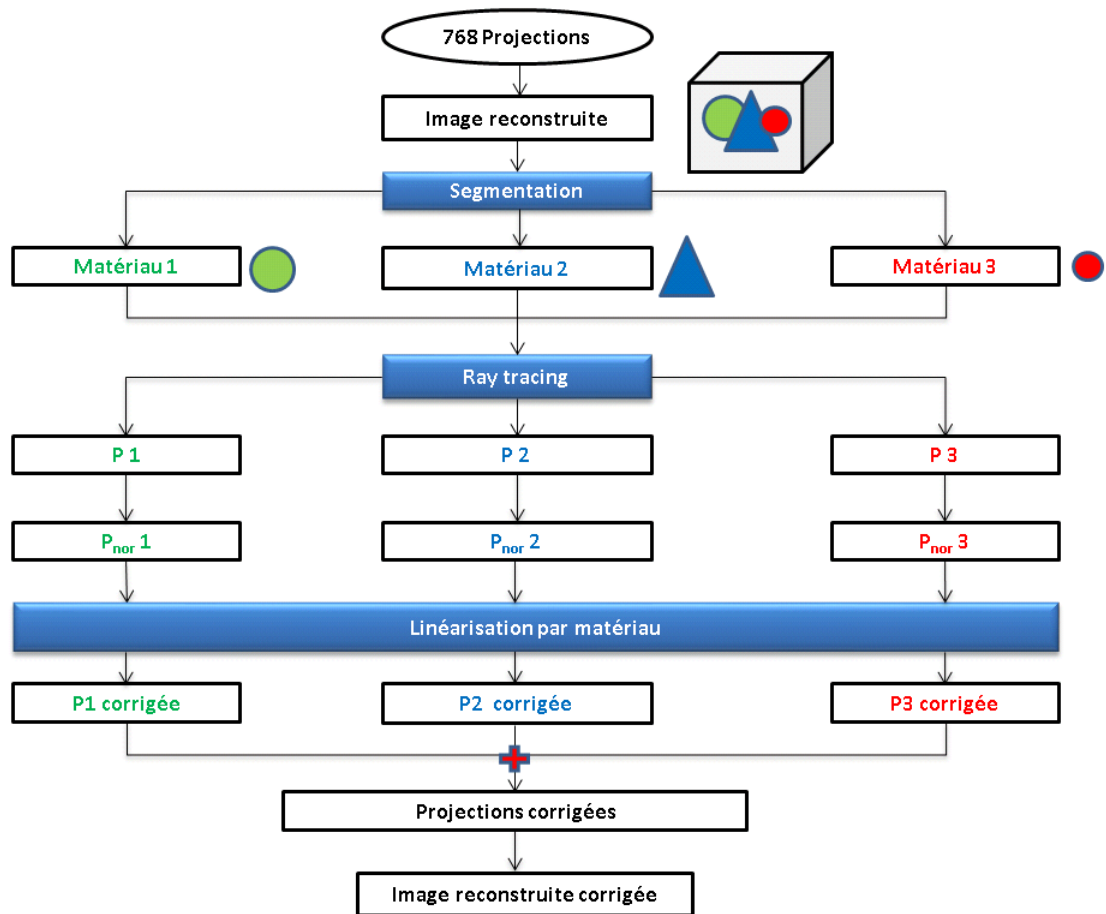 768 Projections
Image reconstruite
Segmentation
Matériau 1
Matériau 2
Matériau 3
Ray tracing
P 1
P 2
P 3
Pnor 1
Pnor 2
Pnor 3
Linéarisation par matériau
P1 corrigée
P2 corrigée
P3 corrigée
Projections corrigées
Image reconstruite corrigée